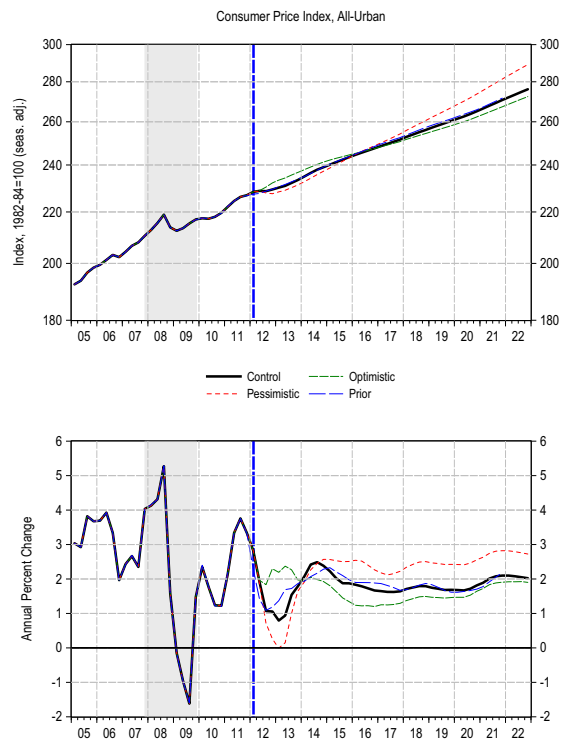 Consumer Price Index, All-Urban
300 300
280 280
260 260
240 240
220 220
200 200
180 180
Index, 1982-84=100 (seas. adj.)
05 06 07 08 09 10 11 12 13 14 15 16 17 18 19 20 21 22
Control Optimistic
Pessimistic Prior
6 6
5 5
4 4
3 3
2 2
1 1
0 0
-1 -1
-2 -2
Annual Percent Change
05 06 07 08 09 10 11 12 13 14 15 16 17 18 19 20 21 22